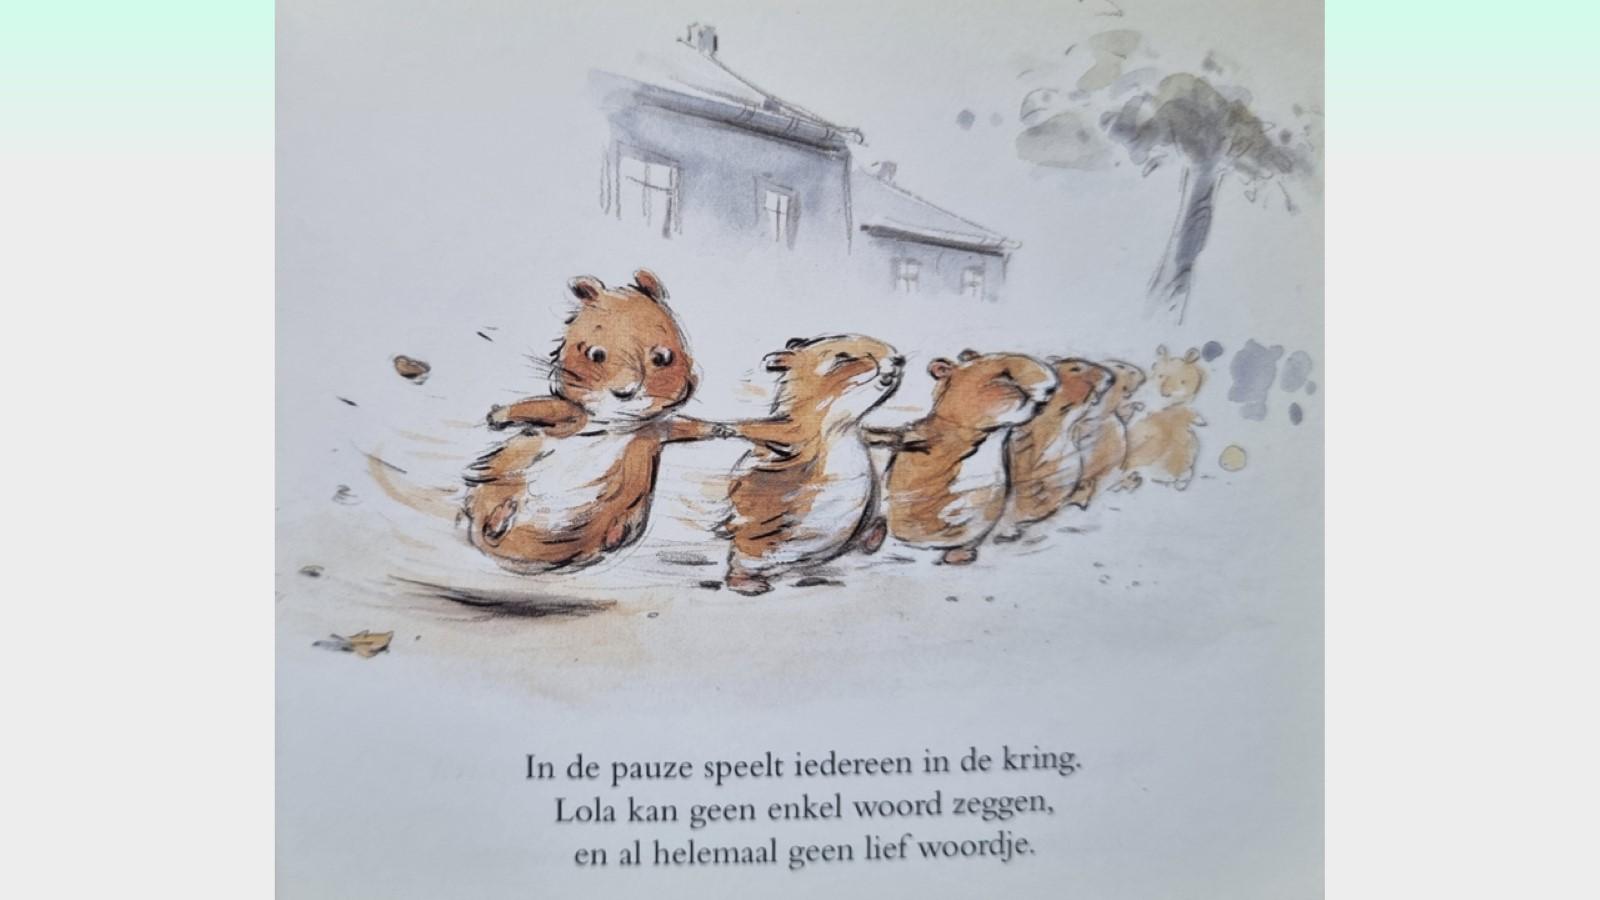 In de pauze speelt iedereen in de kring.
Lola kan geen enkel woord zeggen,
en al helemaal geen lief woordje.